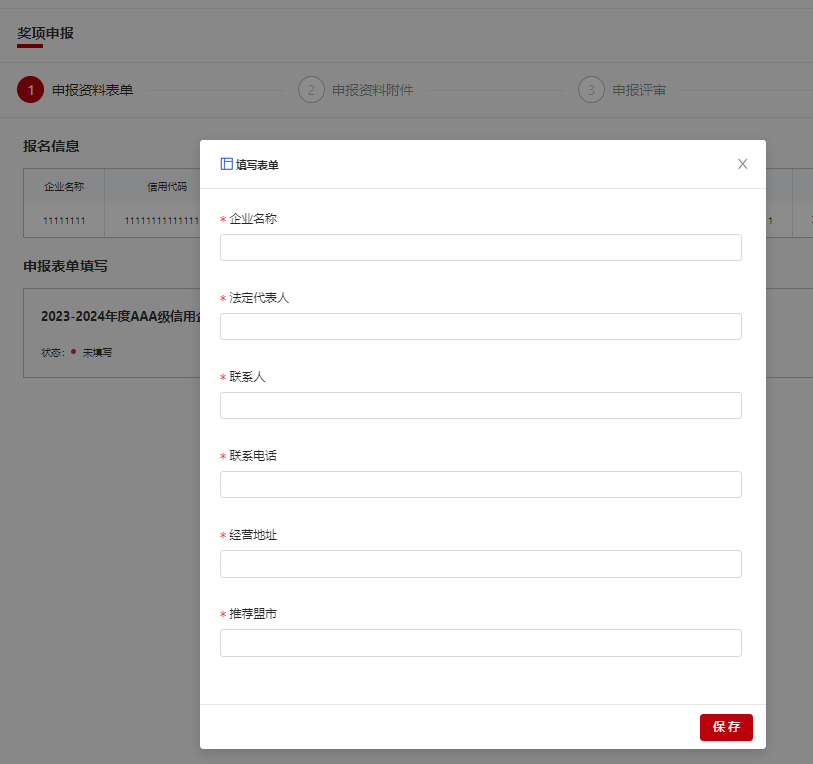 奖项申报
1 申报资料表单
2 申报资料附件
3 申报评审
报名信息
企业名称 信用代码
11111111 11111111111111
1
申报表单填写
2023-2024年度AAA级信用企
状态: 未填写
填写表单
* 企业名称
* 法定代表人
* 联系人
* 联系电话
* 经营地址
* 推荐盟市
保存